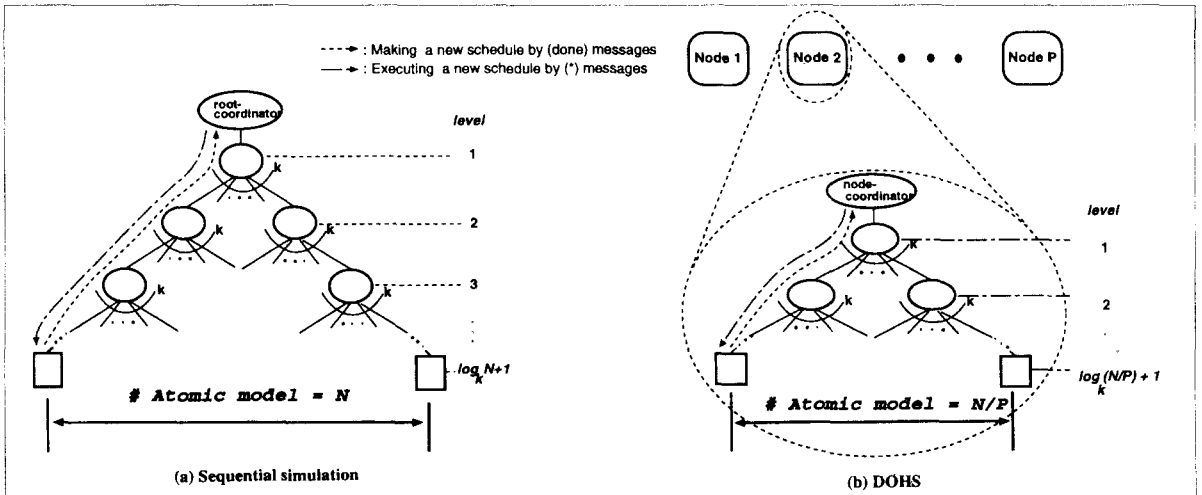 : Making a new schedule by (done) messages
: Executing a new schedule by (*) messages
root-
coordinator
level
k
1
k
k
2
k
k
3
log k N+1
# Atomic model = N
(a) Sequential simulation
Node 1
Node 2
• • •
Node P
node-
coordinator
level
k
1
k
k
2
log k (N/P) + 1
# Atomic model = N/P
(b) DOHS